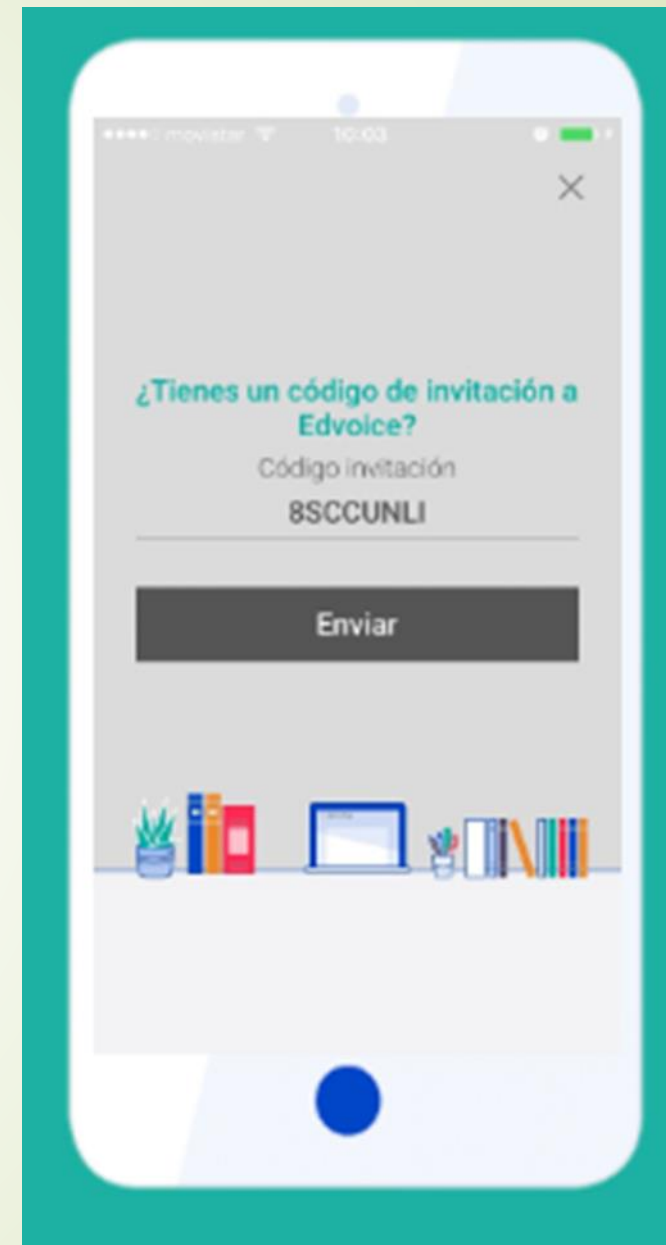 movistar 10:03
¿Tienes un código de invitación a
Edvoice?
Código invitación
8SCCUNLI
Enviar